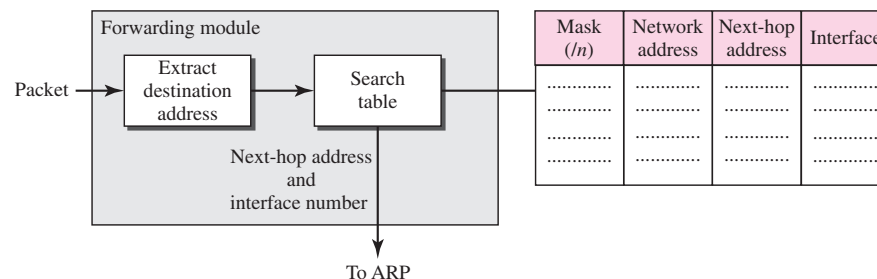 Forwarding module
Packet
Extract
destination
address
Search
table
Next-hop address
and
interface number
To ARP
Mask
(/n)
Network
address
Next-hop
address
Interface
............ ............ ............ ............
............ ............ ............ ............
............ ............ ............ ............
............ ............ ............ ............